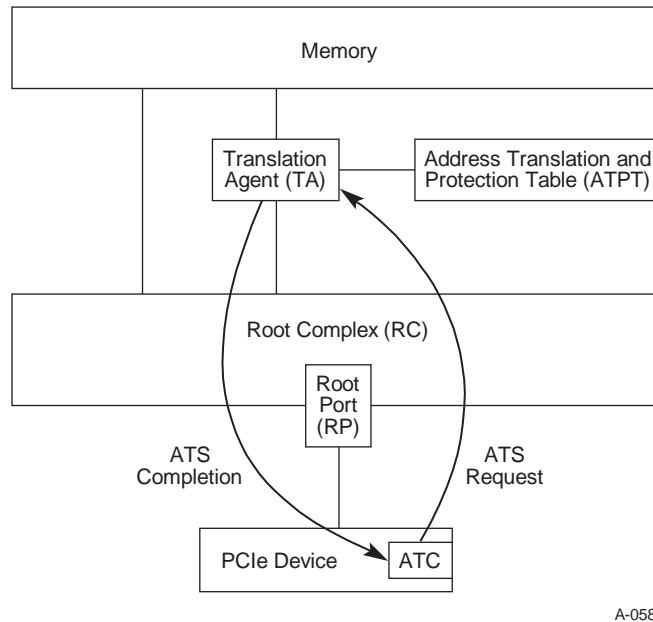 Memory
Translation
Agent (TA)
Address Translation and
Protection Table (ATPT)
Root Complex (RC)
Root
Port
(RP)
ATS
Completion
ATS
Request
PCIe Device
ATC
A-058